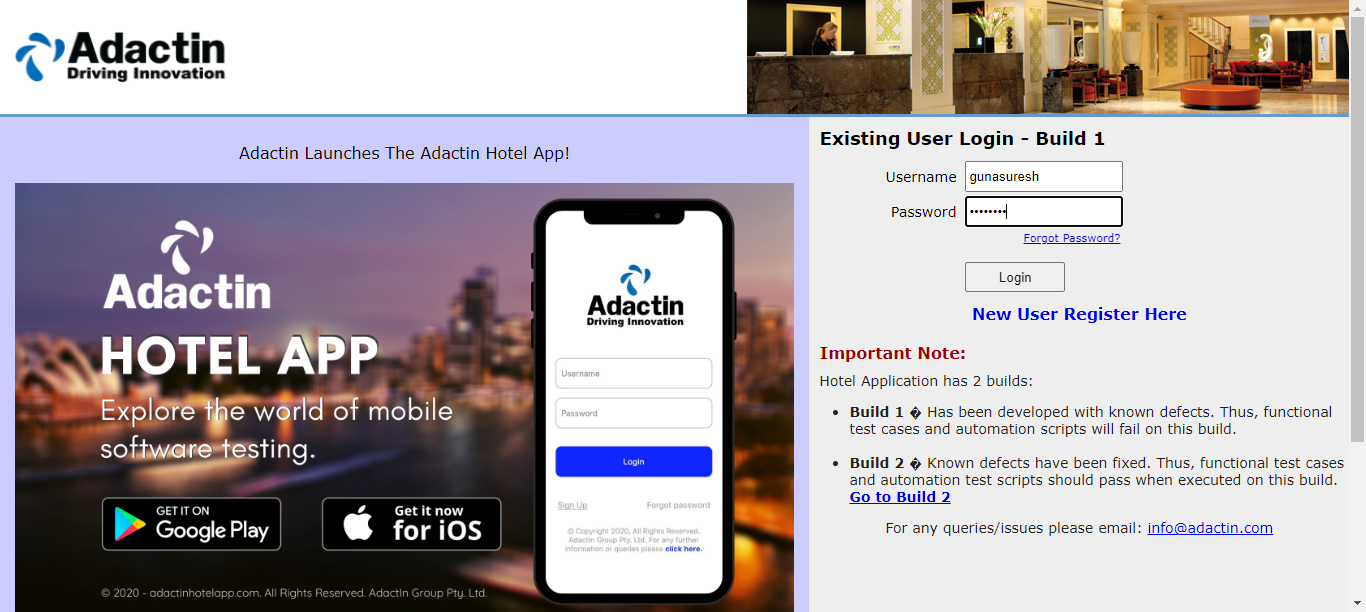 Adactin
Driving Innovation
Adactin Launches The Adactin Hotel App!
Adactin
HOTEL APP
Explore the world of mobile
software testing.
GET IT ON
Google Play
Get it now
for iOS
© 2020 - adactinhotelapp.com. All Rights Reserved. AdactIn Group Pty. Ltd.
Adactin
Driving Innovation
Username
Password
Login
Sign Up Forgot password
© Copyright 2020, All Rights Reserved.
AdactIn Group Pty. Ltd. For any further
information or queries please click here.
Existing User Login - Build 1
Username gunasuresh
Password ••••••••
Forgot Password?
Login
New User Register Here
Important Note:
Hotel Application has 2 builds:
• Build 1 � Has been developed with known defects. Thus, functional
test cases and automation scripts will fail on this build.
• Build 2 � Known defects have been fixed. Thus, functional test cases
and automation test scripts should pass when executed on this build.
Go to Build 2
For any queries/issues please email: info@adactin.com